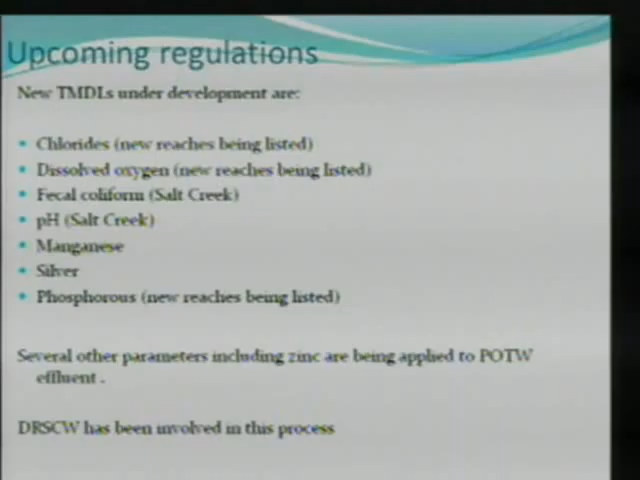 Upcoming regulations
New TMDLs under development are:
• Chlorides (new reaches being listed)
• Dissolved oxygen (new reaches being listed)
• Fecal coliform (Salt Creek)
• pH (Salt Creek)
• Manganese
• Silver
• Phosphorous (new reaches being listed)
Several other parameters including zinc are being applied to POTW
effluent .
DRSCW has been involved in this process